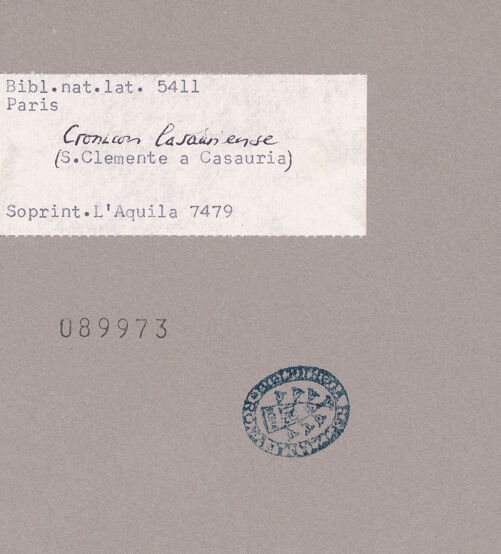 Bibl.nat.lat. 5411
Paris
Cronicon Casauriense
(S.Clemente a Casauria)
Soprint.L'Aquila 7479
089973